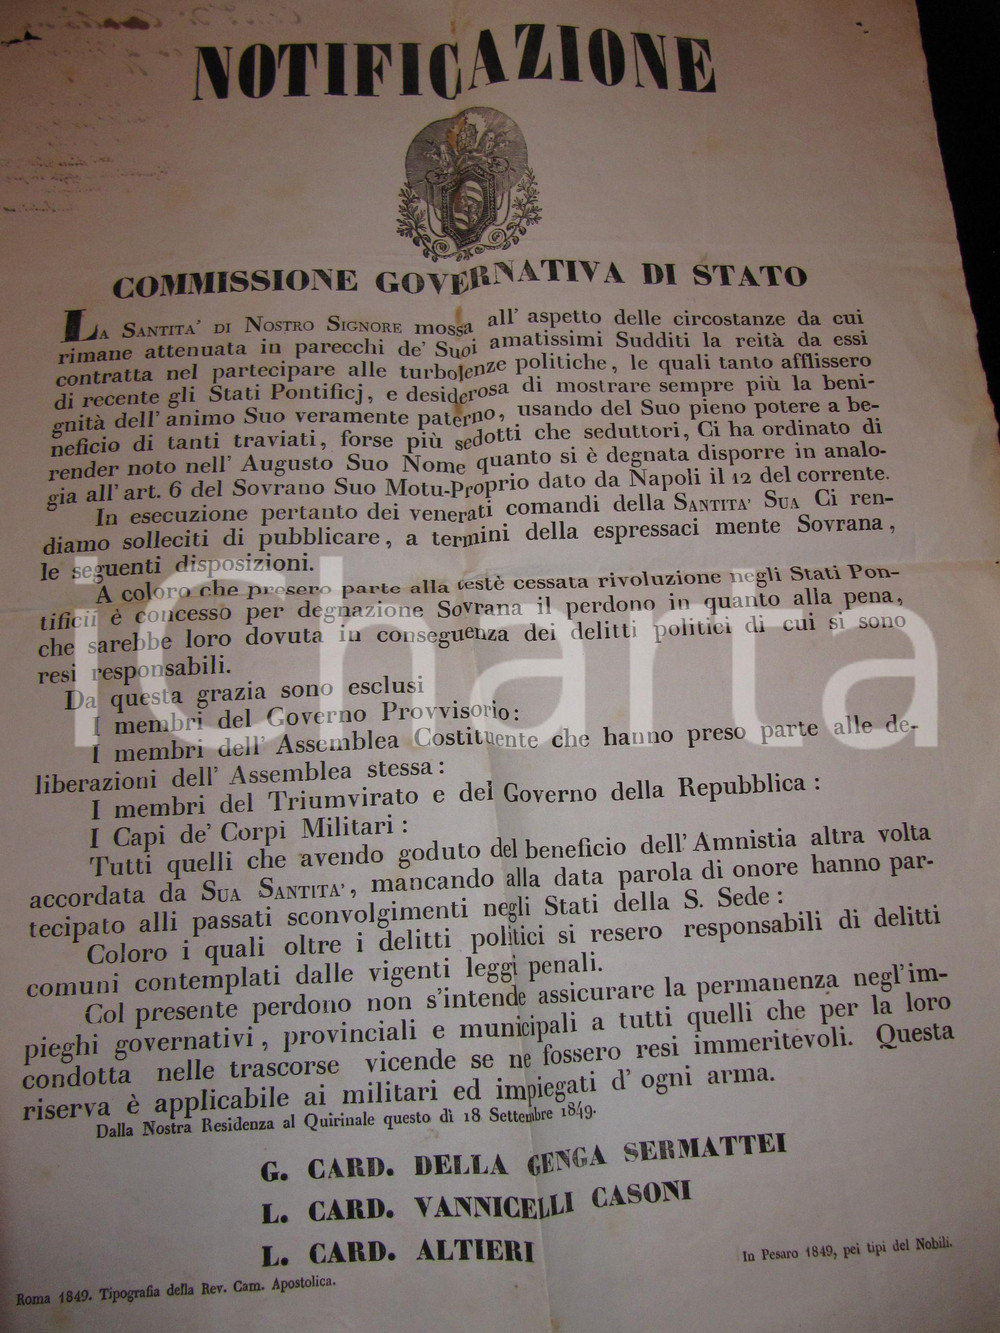 NOTIFICAZIONE
COMMISSIONE GOVERNATIVA DI STATO
LA SANTITA' DI NOSTRO SIGNORE mossa all' aspetto delle circostanze da cui
rimane attenuata in parecchi de' Suoi amatissimi Sudditi la reità da essi
contratta nel partecipare alle turbolenze politiche, le quali tanto afflissero
di recente gli Stati Pontificj, e desiderosa di mostrare sempre più la beni-
gnità dell' animo Suo veramente paterno, usando del Suo pieno potere a be-
neficio di tanti traviati, forse più sedotti che seduttori, Ci ha ordinato di
render noto nell' Augusto Suo Nome quanto si è degnata disporre in analo-
gia all' art. 6 del Sovrano Suo Motu-Proprio dato da Napoli il 12 del corrente.
In esecuzione pertanto dei venerati comandi della SANTITA' SUA Ci ren-
diamo solleciti di pubblicare, a termini della espressaci mente Sovrana,
le seguenti disposizioni.
A coloro che presero parte alla testè cessata rivoluzione negli Stati Pon-
tificii è concesso per degnazione Sovrana il perdono in quanto alla pena,
che sarebbe loro dovuta in conseguenza dei delitti politici di cui si sono
resi responsabili.
Da questa grazia sono esclusi
I membri del Governo Provvisorio:
I membri dell' Assemblea Costituente che hanno preso parte alle de-
liberazioni dell' Assemblea stessa:
I membri del Triumvirato e del Governo della Repubblica:
I Capi de' Corpi Militari:
Tutti quelli che avendo goduto del beneficio dell' Amnistia altra volta
accordata da SUA SANTITA', mancando alla data parola di onore hanno par-
tecipato alli passati sconvolgimenti negli Stati della S. Sede:
Coloro i quali oltre i delitti politici si resero responsabili di delitti
comuni contemplati dalle vigenti leggi penali.
Col presente perdono non s'intende assicurare la permanenza negl'im-
pieghi governativi, provinciali e municipali a tutti quelli che per la loro
condotta nelle trascorse vicende se ne fossero resi immeritevoli. Questa
riserva è applicabile ai militari ed impiegati d' ogni arma.
Dalla Nostra Residenza al Quirinale questo dì 18 Settembre 1849.
G. CARD. DELLA GENGA SERMATTEI
L. CARD. VANNICELLI CASONI
L. CARD. ALTIERI
Roma 1849. Tipografia della Rev. Cam. Apostolica.
In Pesaro 1849, pei tipi del Nobili.
iCharta